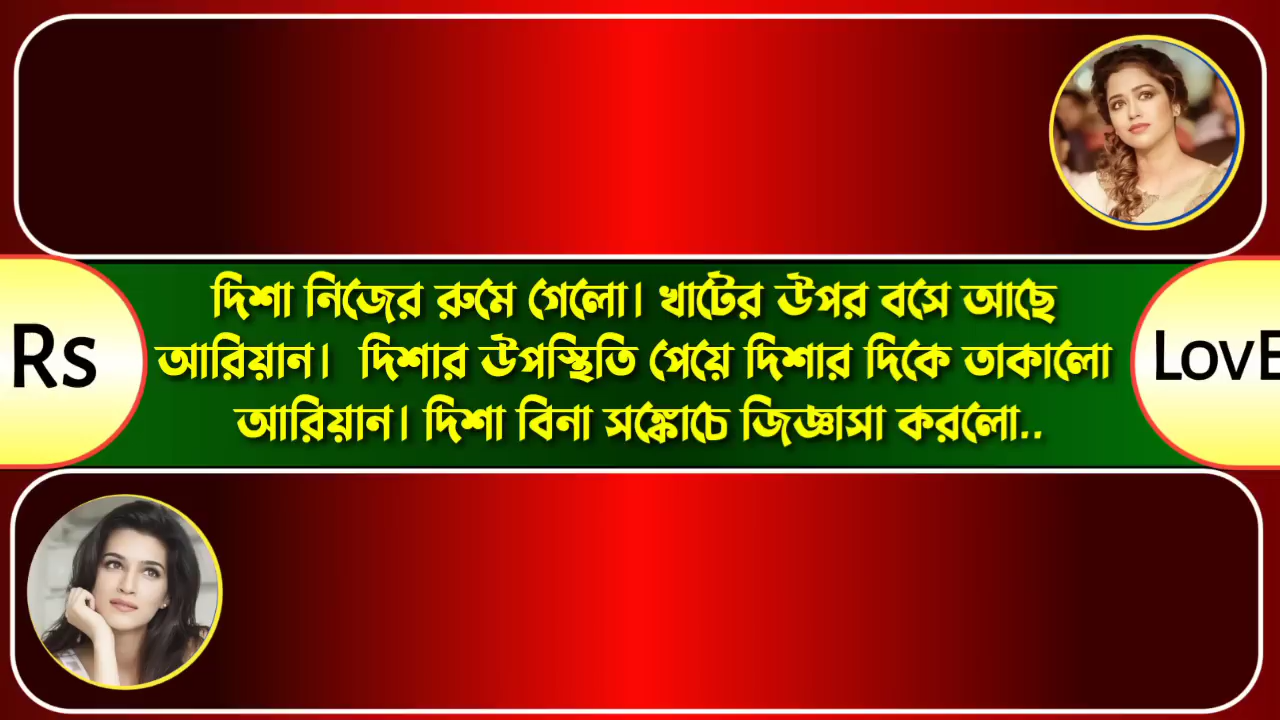 দিশা নিজের রুমে গেলো। খাটের উপর বসে আছে
আরিয়ান। দিশার উপস্থিতি পেয়ে দিশার দিকে তাকালো
আরিয়ান। দিশা বিনা সঙ্কোচে জিজ্ঞাসা করলো..
Rs
LovE